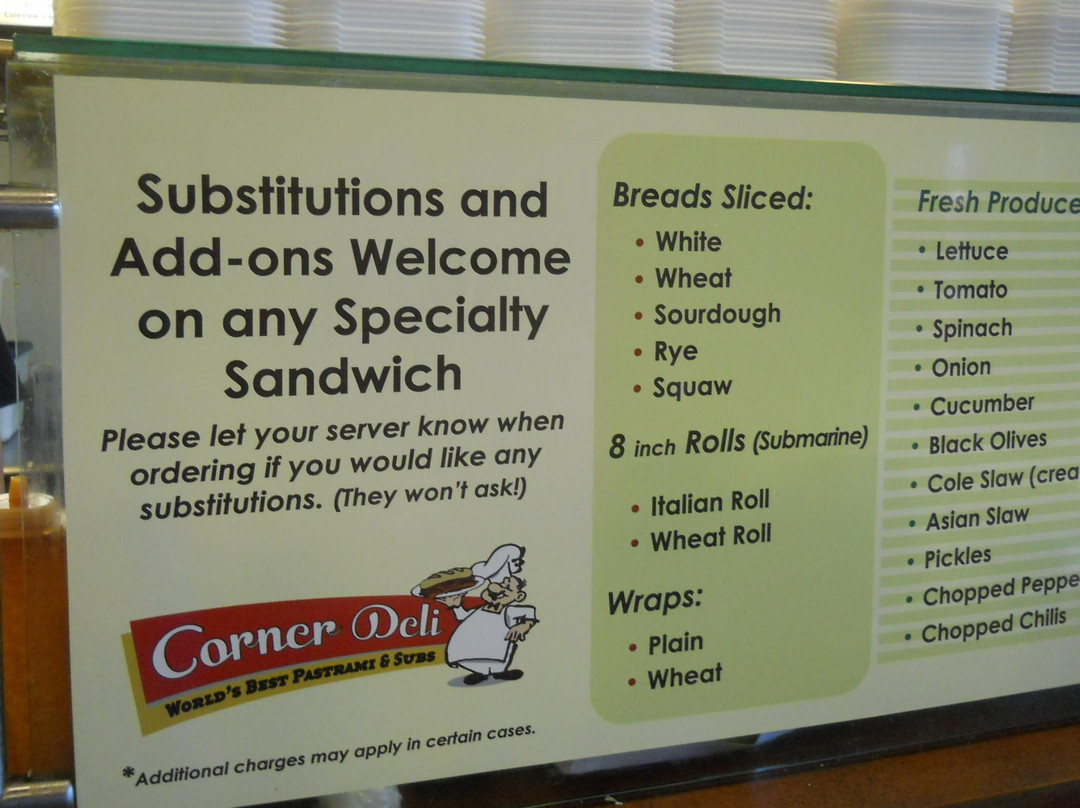 Substitutions and
Add-ons Welcome
on any Specialty
Sandwich
Please let your server know when
ordering if you would like any
substitutions. (They won't ask!)
Corner Deli
WORLD'S BEST PASTRAMI & SUBS
*Additional charges may apply in certain cases.
Breads Sliced:
• White
• Wheat
• Sourdough
• Rye
• Squaw
8 inch Rolls (Submarine)
• Italian Roll
• Wheat Roll
Wraps:
• Plain
• Wheat
Fresh Produce
• Lettuce
• Tomato
• Spinach
• Onion
• Cucumber
• Black Olives
• Cole Slaw (crea
• Asian Slaw
• Pickles
• Chopped Peppe
• Chopped Chilis